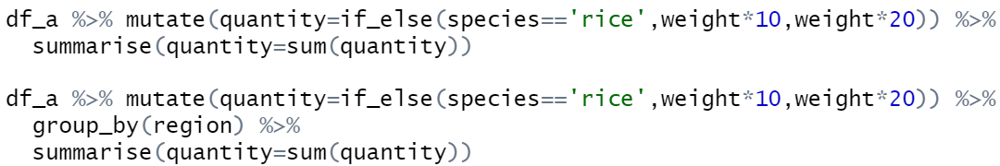 df_a %>% mutate(quantity=if_else(species=='rice',weight*10,weight*20)) %>%
  summarise(quantity=sum(quantity))

df_a %>% mutate(quantity=if_else(species=='rice',weight*10,weight*20)) %>%
  group_by(region) %>%
  summarise(quantity=sum(quantity))